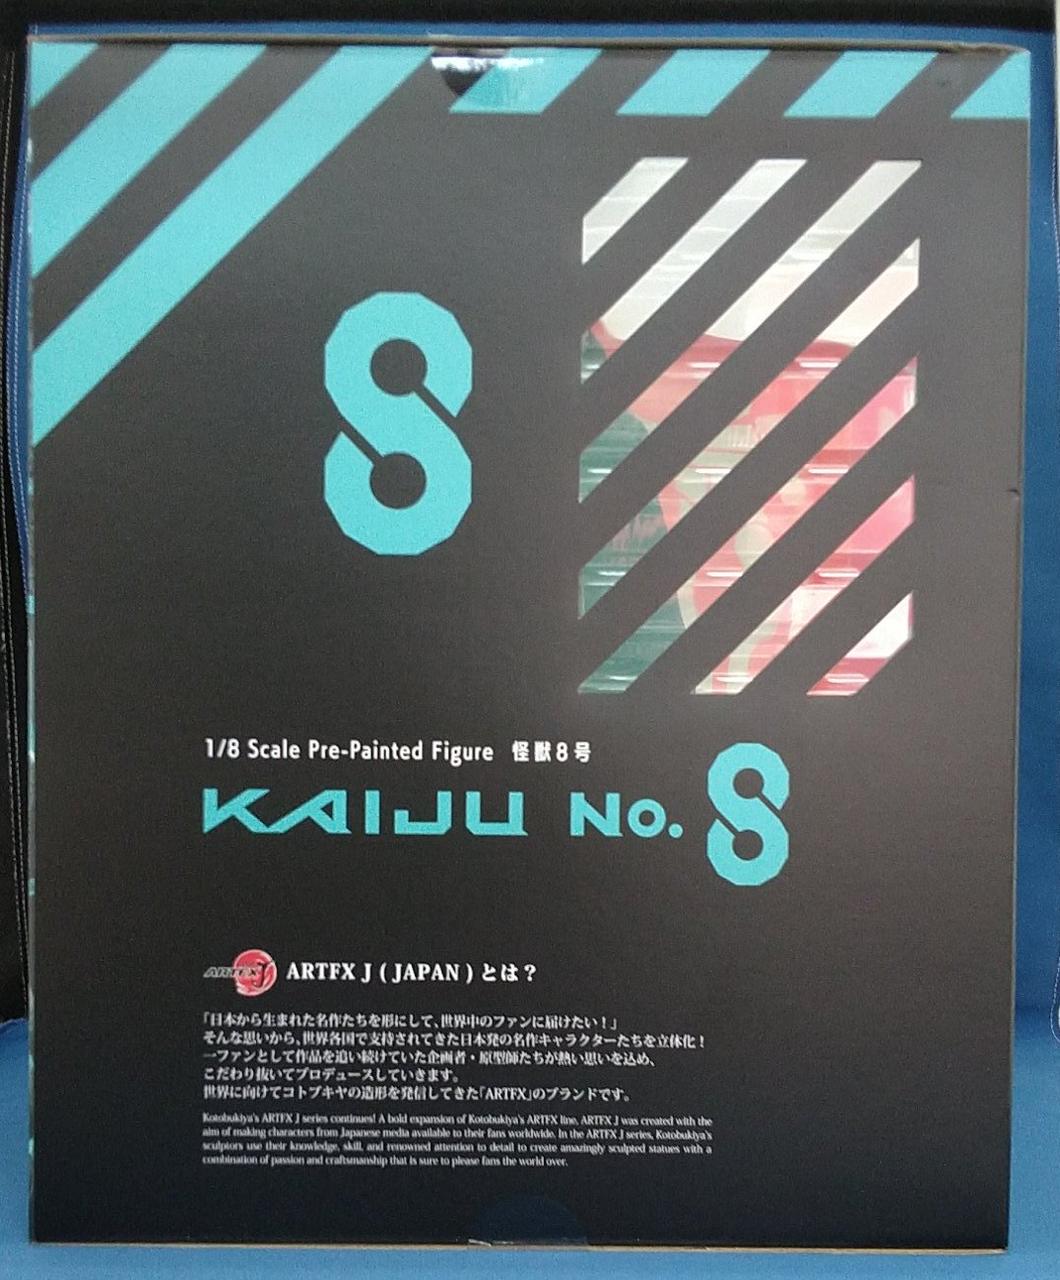 8
1/8 Scale Pre-Painted Figure 怪獣8号
KAIJU No. 8
ARTFX J ARTFX J ( JAPAN ) とは？
「日本から生まれた名作たちを形にして、世界中のファンに届けたい！」
そんな思いから、世界各国で支持されてきた日本発の名作キャラクターたちを立体化！
一ファンとして作品を追い続けていた企画者・原型師たちが熱い思いを込め、
こだわり抜いてプロデュースしていきます。
世界に向けてコトブキヤの造形を発信してきた「ARTFX」のブランドです。
Kotobukiya's ARTFX J series continues! A bold expansion of Kotobukiya's ARTFX line, ARTFX J was created with the
aim of making characters from Japanese media available to their fans worldwide. In the ARTFX J series, Kotobukiya's
sculptors use their knowledge, skill, and renowned attention to detail to create amazingly sculpted statues with a
combination of passion and craftsmanship that is sure to please fans the world over.